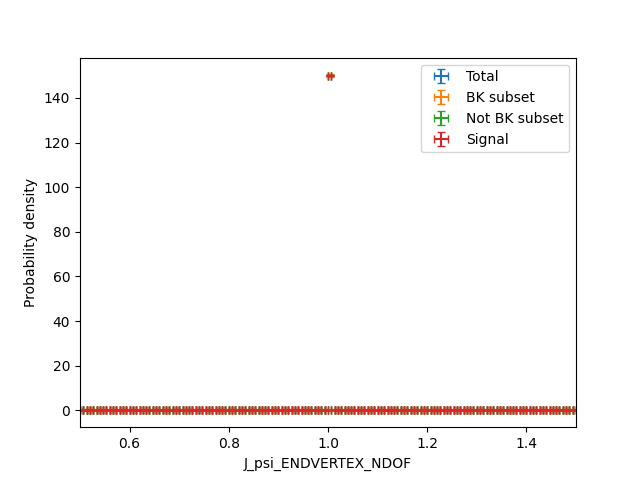 Total
BK subset
Not BK subset
Signal
Probability density
140
120
100
80
60
40
20
0
0.6
0.8
1.0
1.2
1.4
J_psi_ENDVERTEX_NDOF